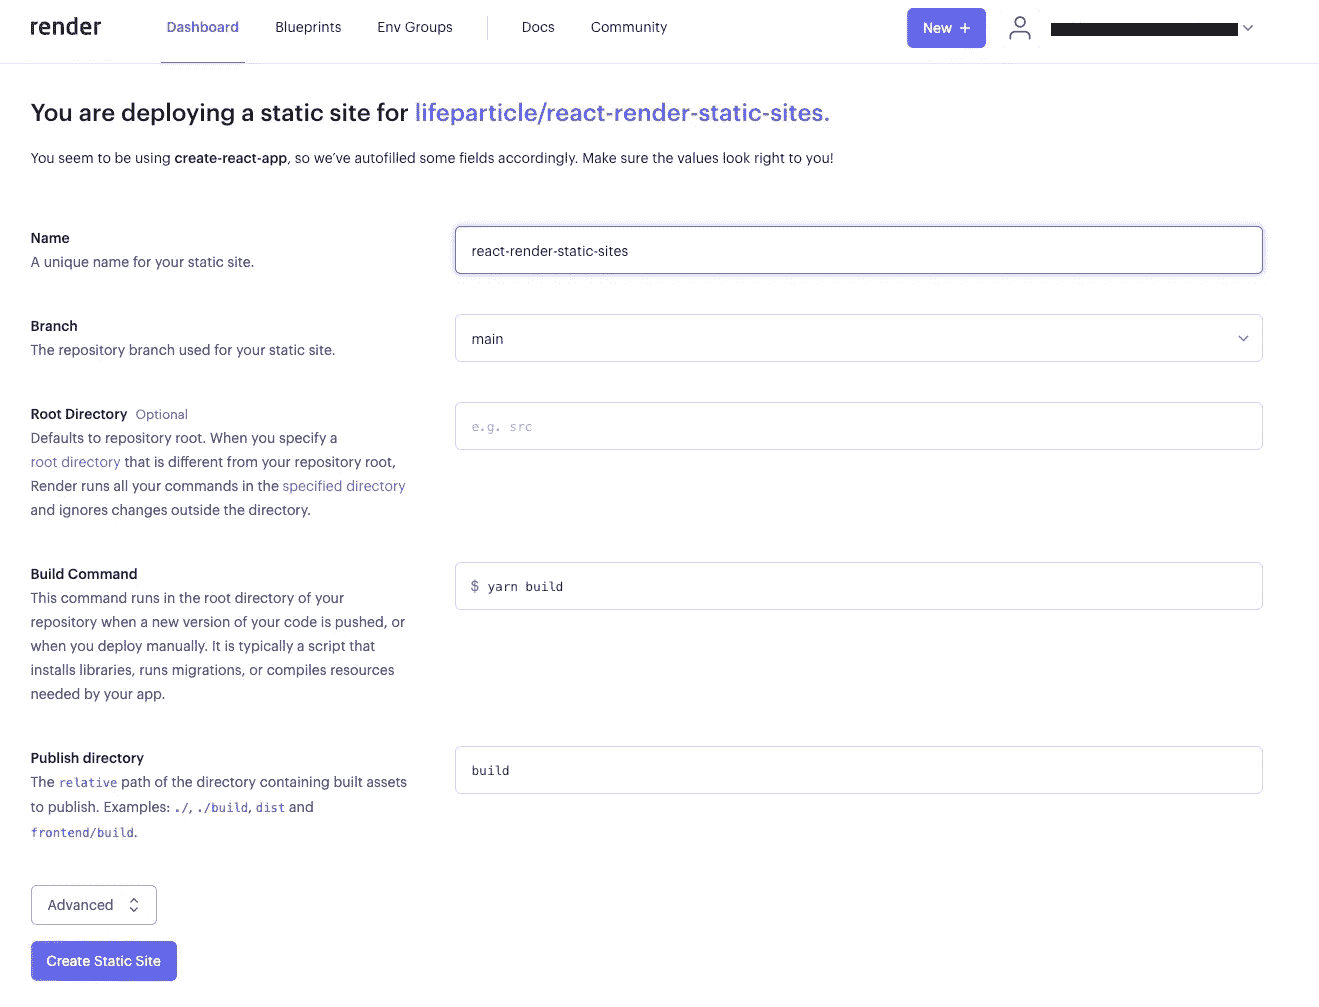 render Dashboard Blueprints Env Groups Docs Community New +
You are deploying a static site for lifeparticle/react-render-static-sites.
You seem to be using create-react-app, so we've autofilled some fields accordingly. Make sure the values look right to you!
Name
A unique name for your static site.
react-render-static-sites
Branch
The repository branch used for your static site.
main
Root Directory Optional
Defaults to repository root. When you specify a
root directory that is different from your repository root,
Render runs all your commands in the specified directory
and ignores changes outside the directory.
e.g. src
Build Command
This command runs in the root directory of your
repository when a new version of your code is pushed, or
when you deploy manually. It is typically a script that
installs libraries, runs migrations, or compiles resources
needed by your app.
$ yarn build
Publish directory
The relative path of the directory containing built assets
to publish. Examples: ./, ./build, dist and
frontend/build.
build
Advanced
Create Static Site